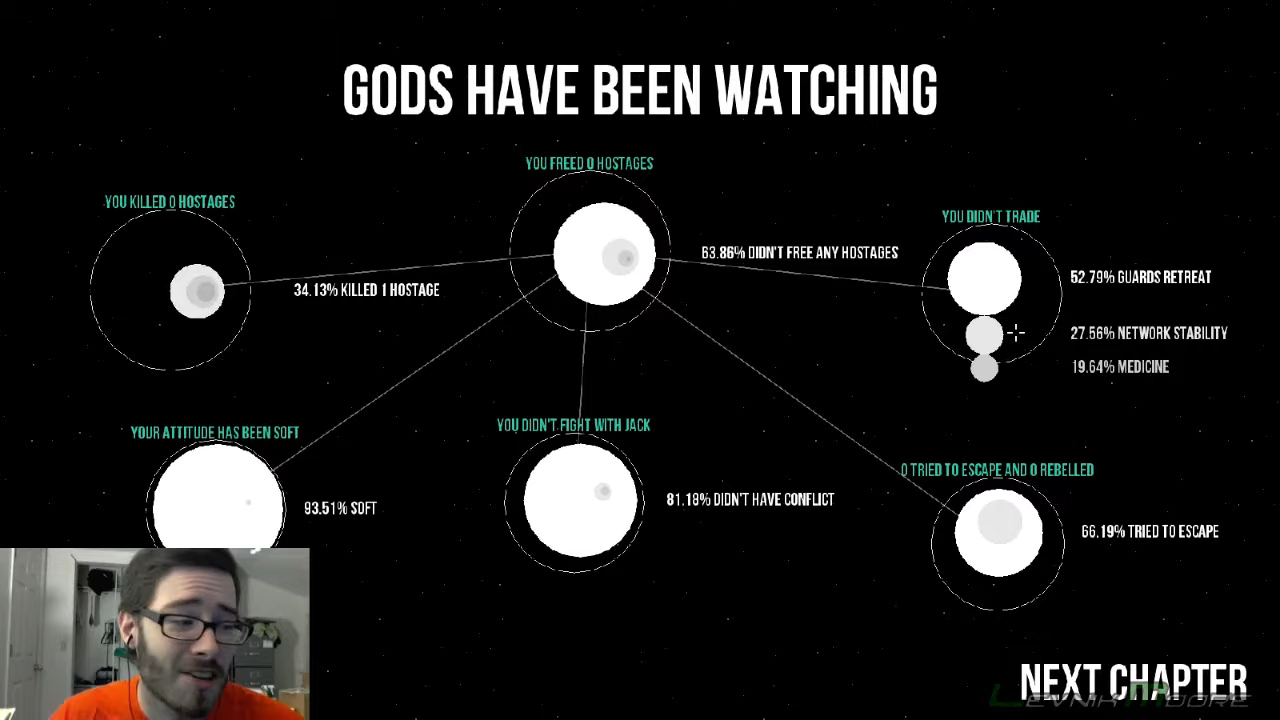 GODS HAVE BEEN WATCHING
YOU FREED 0 HOSTAGES
YOU KILLED 0 HOSTAGES
YOU DIDN'T TRADE
63.86% DIDN'T FREE ANY HOSTAGES
34.13% KILLED 1 HOSTAGE
52.79% GUARDS RETREAT
27.56% NETWORK STABILITY
19.64% MEDICINE
YOUR ATTITUDE HAS BEEN SOFT
YOU DIDN'T FIGHT WITH JACK
0 TRIED TO ESCAPE AND 0 REBELLED
93.51% SOFT
81.18% DIDN'T HAVE CONFLICT
66.19% TRIED TO ESCAPE
NEXT CHAPTER
LEVNIK MOORE